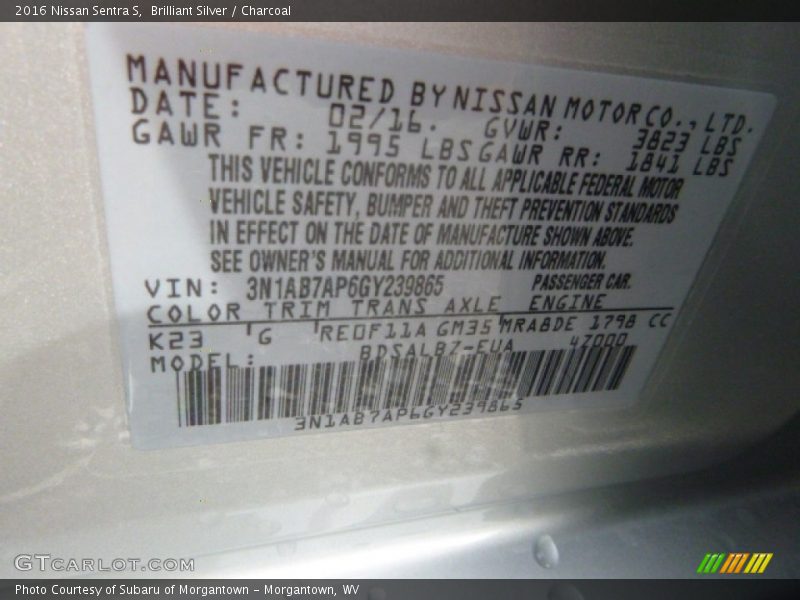 2016 Nissan Sentra S, Brilliant Silver / Charcoal
MANUFACTURED BY NISSAN MOTOR CO., LTD.
DATE: 02/16. GVWR: 3823 LBS
GAWR FR: 1995 LBS GAWR RR: 1841 LBS
THIS VEHICLE CONFORMS TO ALL APPLICABLE FEDERAL MOTOR
VEHICLE SAFETY, BUMPER AND THEFT PREVENTION STANDARDS
IN EFFECT ON THE DATE OF MANUFACTURE SHOWN ABOVE.
SEE OWNER'S MANUAL FOR ADDITIONAL INFORMATION.
VIN: 3N1AB7AP6GY239865 PASSENGER CAR.
COLOR TRIM TRANS AXLE ENGINE
K23 G RE0F11A GM35 MRA8DE 1798 CC
MODEL: BDSALB7-EUA 47000
3N1AB7AP6GY239865
GTCARLOT.COM
Photo Courtesy of Subaru of Morgantown - Morgantown, WV